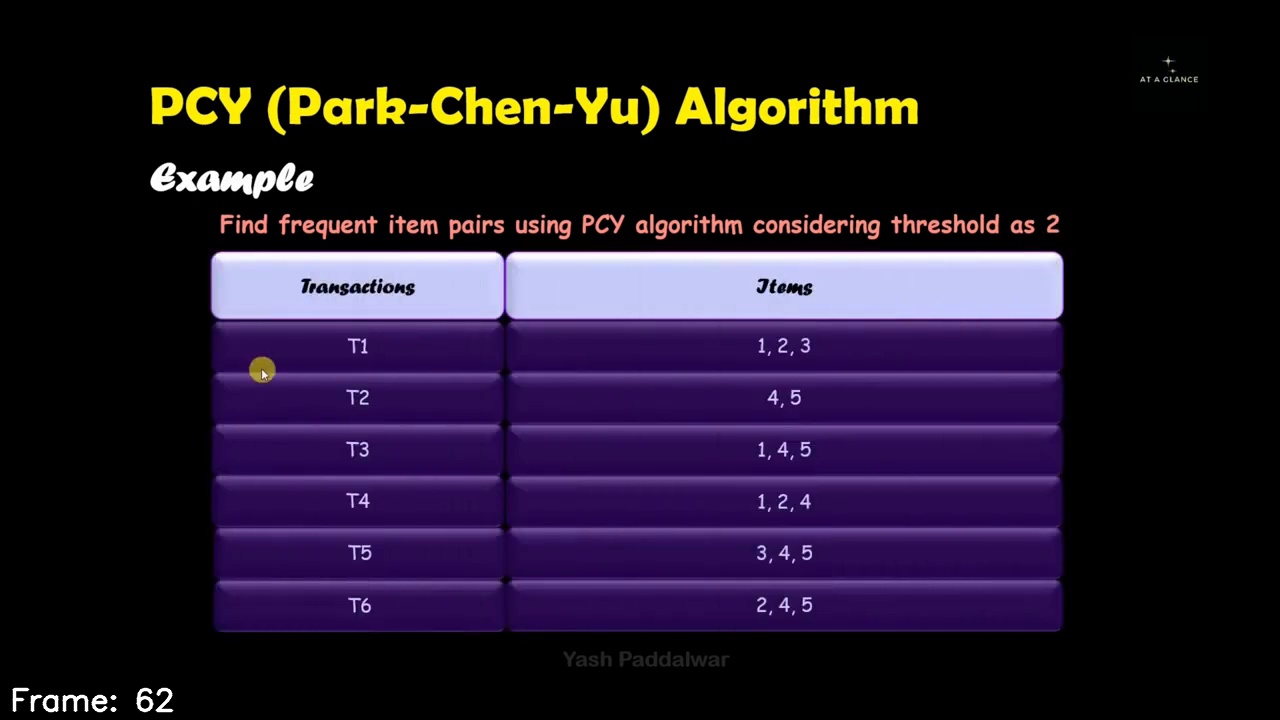 AT A GLANCE
PCY (Park-Chen-Yu) Algorithm
Example
Find frequent item pairs using PCY algorithm considering threshold as 2
Transactions Items
T1 1, 2, 3
T2 4, 5
T3 1, 4, 5
T4 1, 2, 4
T5 3, 4, 5
T6 2, 4, 5
Yash Paddalwar
Frame: 62